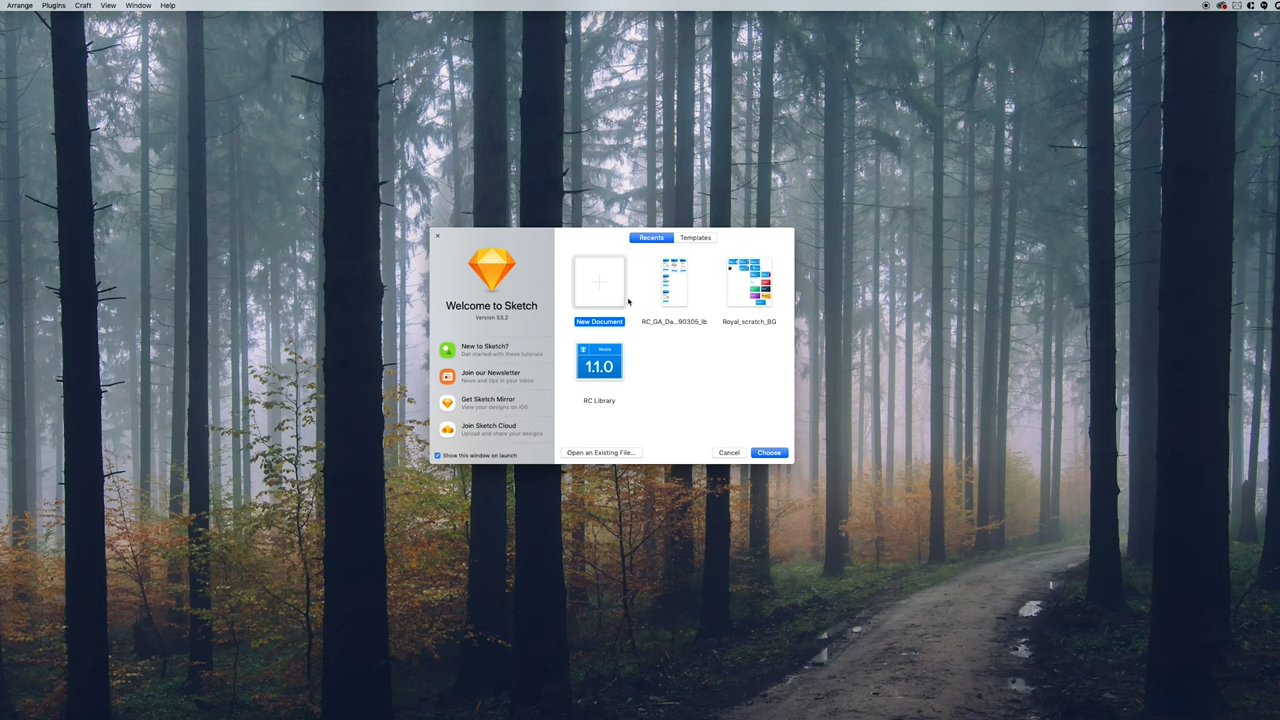 Arrange Plugins Craft View Window Help
Recents Templates
Welcome to Sketch
Version 53.2
New to Sketch?
Get started with these tutorials
Join our Newsletter
News and tips in your inbox
Get Sketch Mirror
View your designs on iOS
Join Sketch Cloud
Upload and share your designs
Show this window on launch
New Document
RC_GA_Da...90305_lb
Royal_scratch_BG
Mobile
1.1.0
RC Library
Open an Existing File...
Cancel
Choose